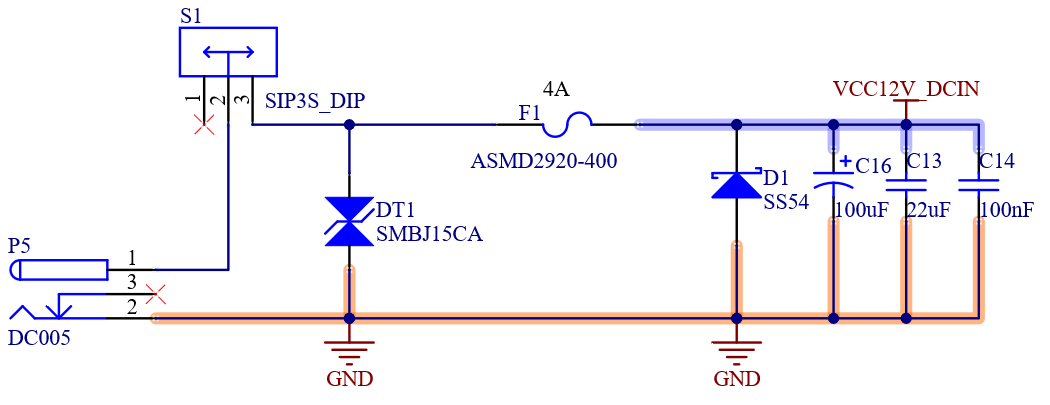 S1
1
2
3
SIP3S_DIP
4A
F1
ASMD2920-400
VCC12V_DCIN
DT1
SMBJ15CA
D1
SS54
+
C16
100uF
C13
22uF
C14
100nF
P5
1
3
2
DC005
GND
GND